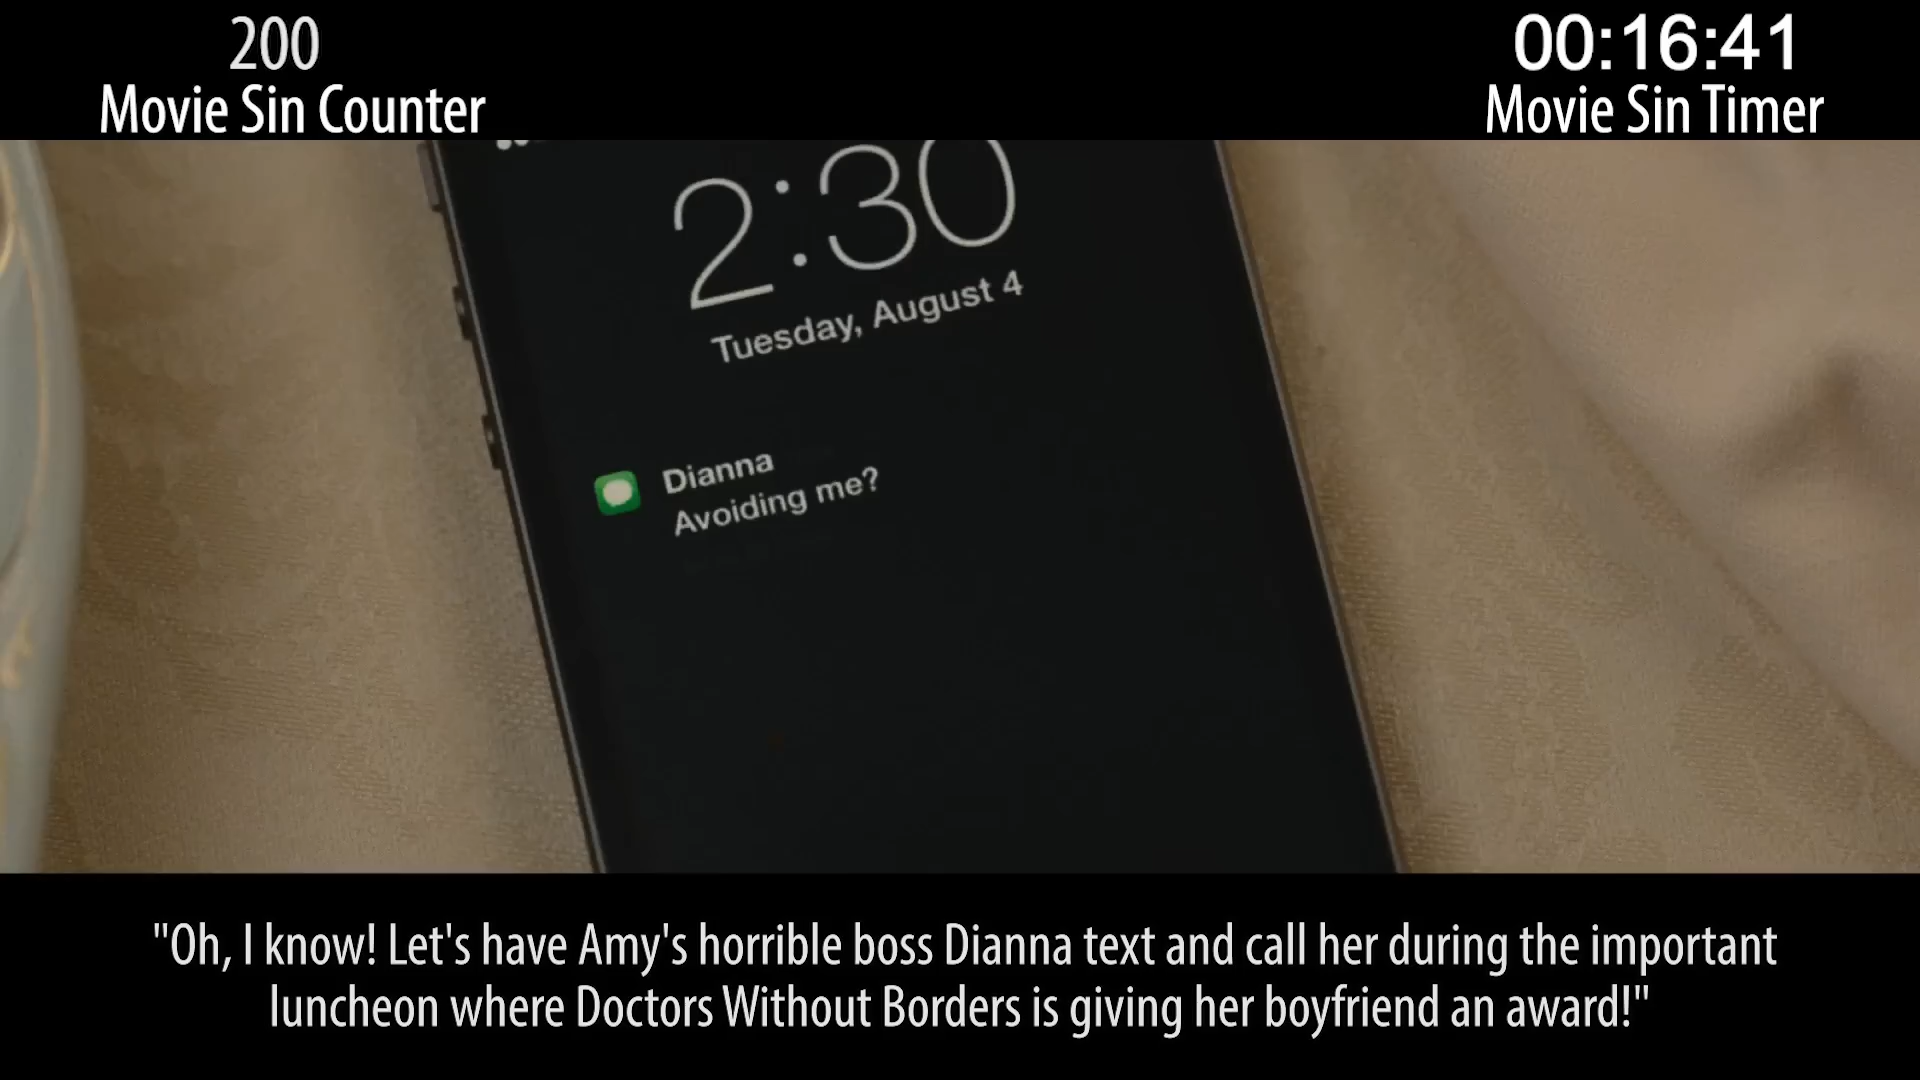 200
Movie Sin Counter
00:16:41
Movie Sin Timer
2:30
Tuesday, August 4
Dianna
Avoiding me?
"Oh, I know! Let's have Amy's horrible boss Dianna text and call her during the important
luncheon where Doctors Without Borders is giving her boyfriend an award!"